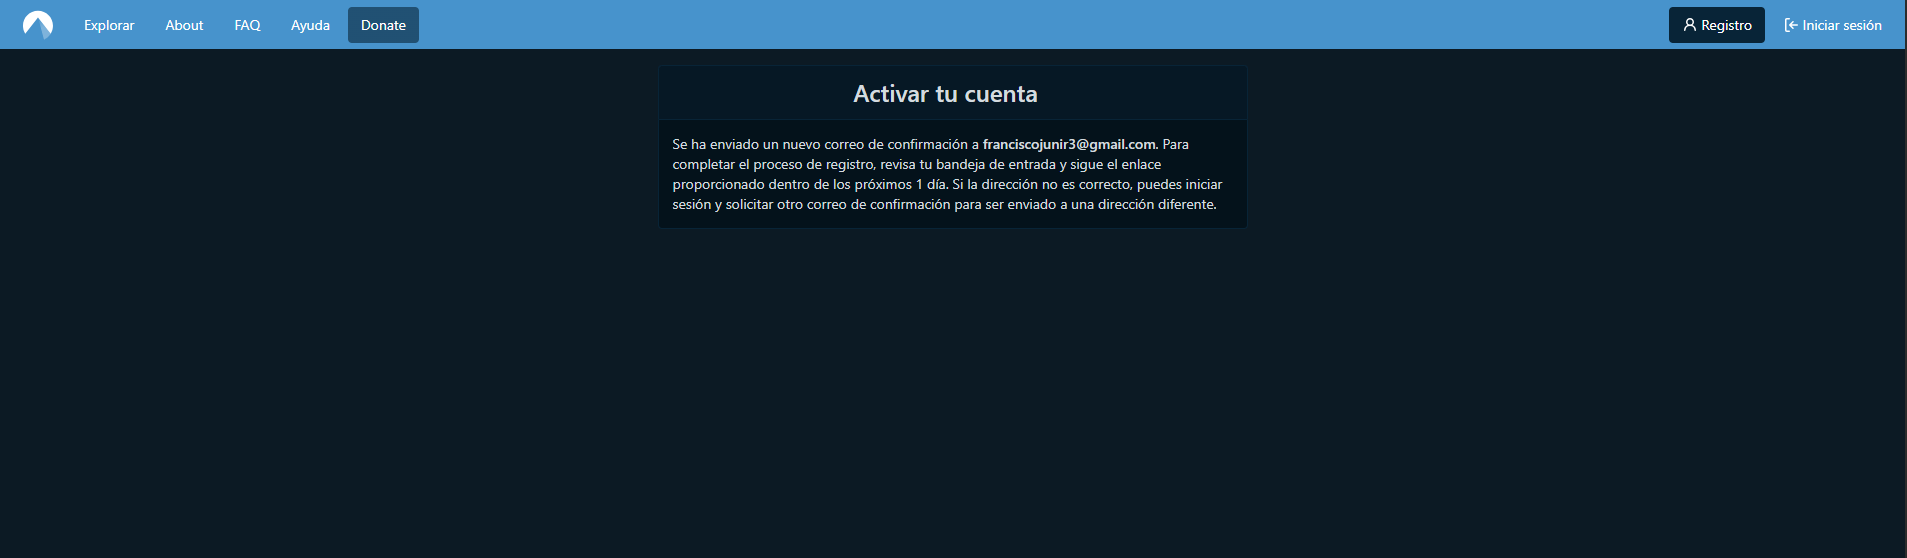 Explorar About FAQ Ayuda Donate Registro Iniciar sesión
Activar tu cuenta
Se ha enviado un nuevo correo de confirmación a franciscojunir3@gmail.com. Para
completar el proceso de registro, revisa tu bandeja de entrada y sigue el enlace
proporcionado dentro de los próximos 1 día. Si la dirección no es correcto, puedes iniciar
sesión y solicitar otro correo de confirmación para ser enviado a una dirección diferente.